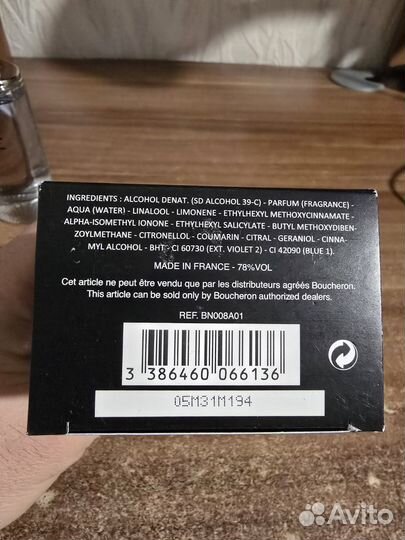 INGREDIENTS : ALCOHOL DENAT. (SD ALCOHOL 39-C) - PARFUM (FRAGRANCE) -
AQUA (WATER) - LINALOOL - LIMONENE - ETHYLHEXYL METHOXYCINNAMATE -
ALPHA-ISOMETHYL IONONE - ETHYLHEXYL SALICYLATE - BUTYL METHOXYDIBEN-
ZOYLMETHANE - CITRONELLOL - COUMARIN - CITRAL - GERANIOL - CINNA-
MYL ALCOHOL - BHT - CI 60730 (EXT. VIOLET 2) - CI 42090 (BLUE 1).
MADE IN FRANCE - 78%VOL
Cet article ne peut être vendu que par les distributeurs agréés Boucheron.
This article can be sold only by Boucheron authorized dealers.
REF. BN008A01
3 386460 066136
05M31M194
Avito